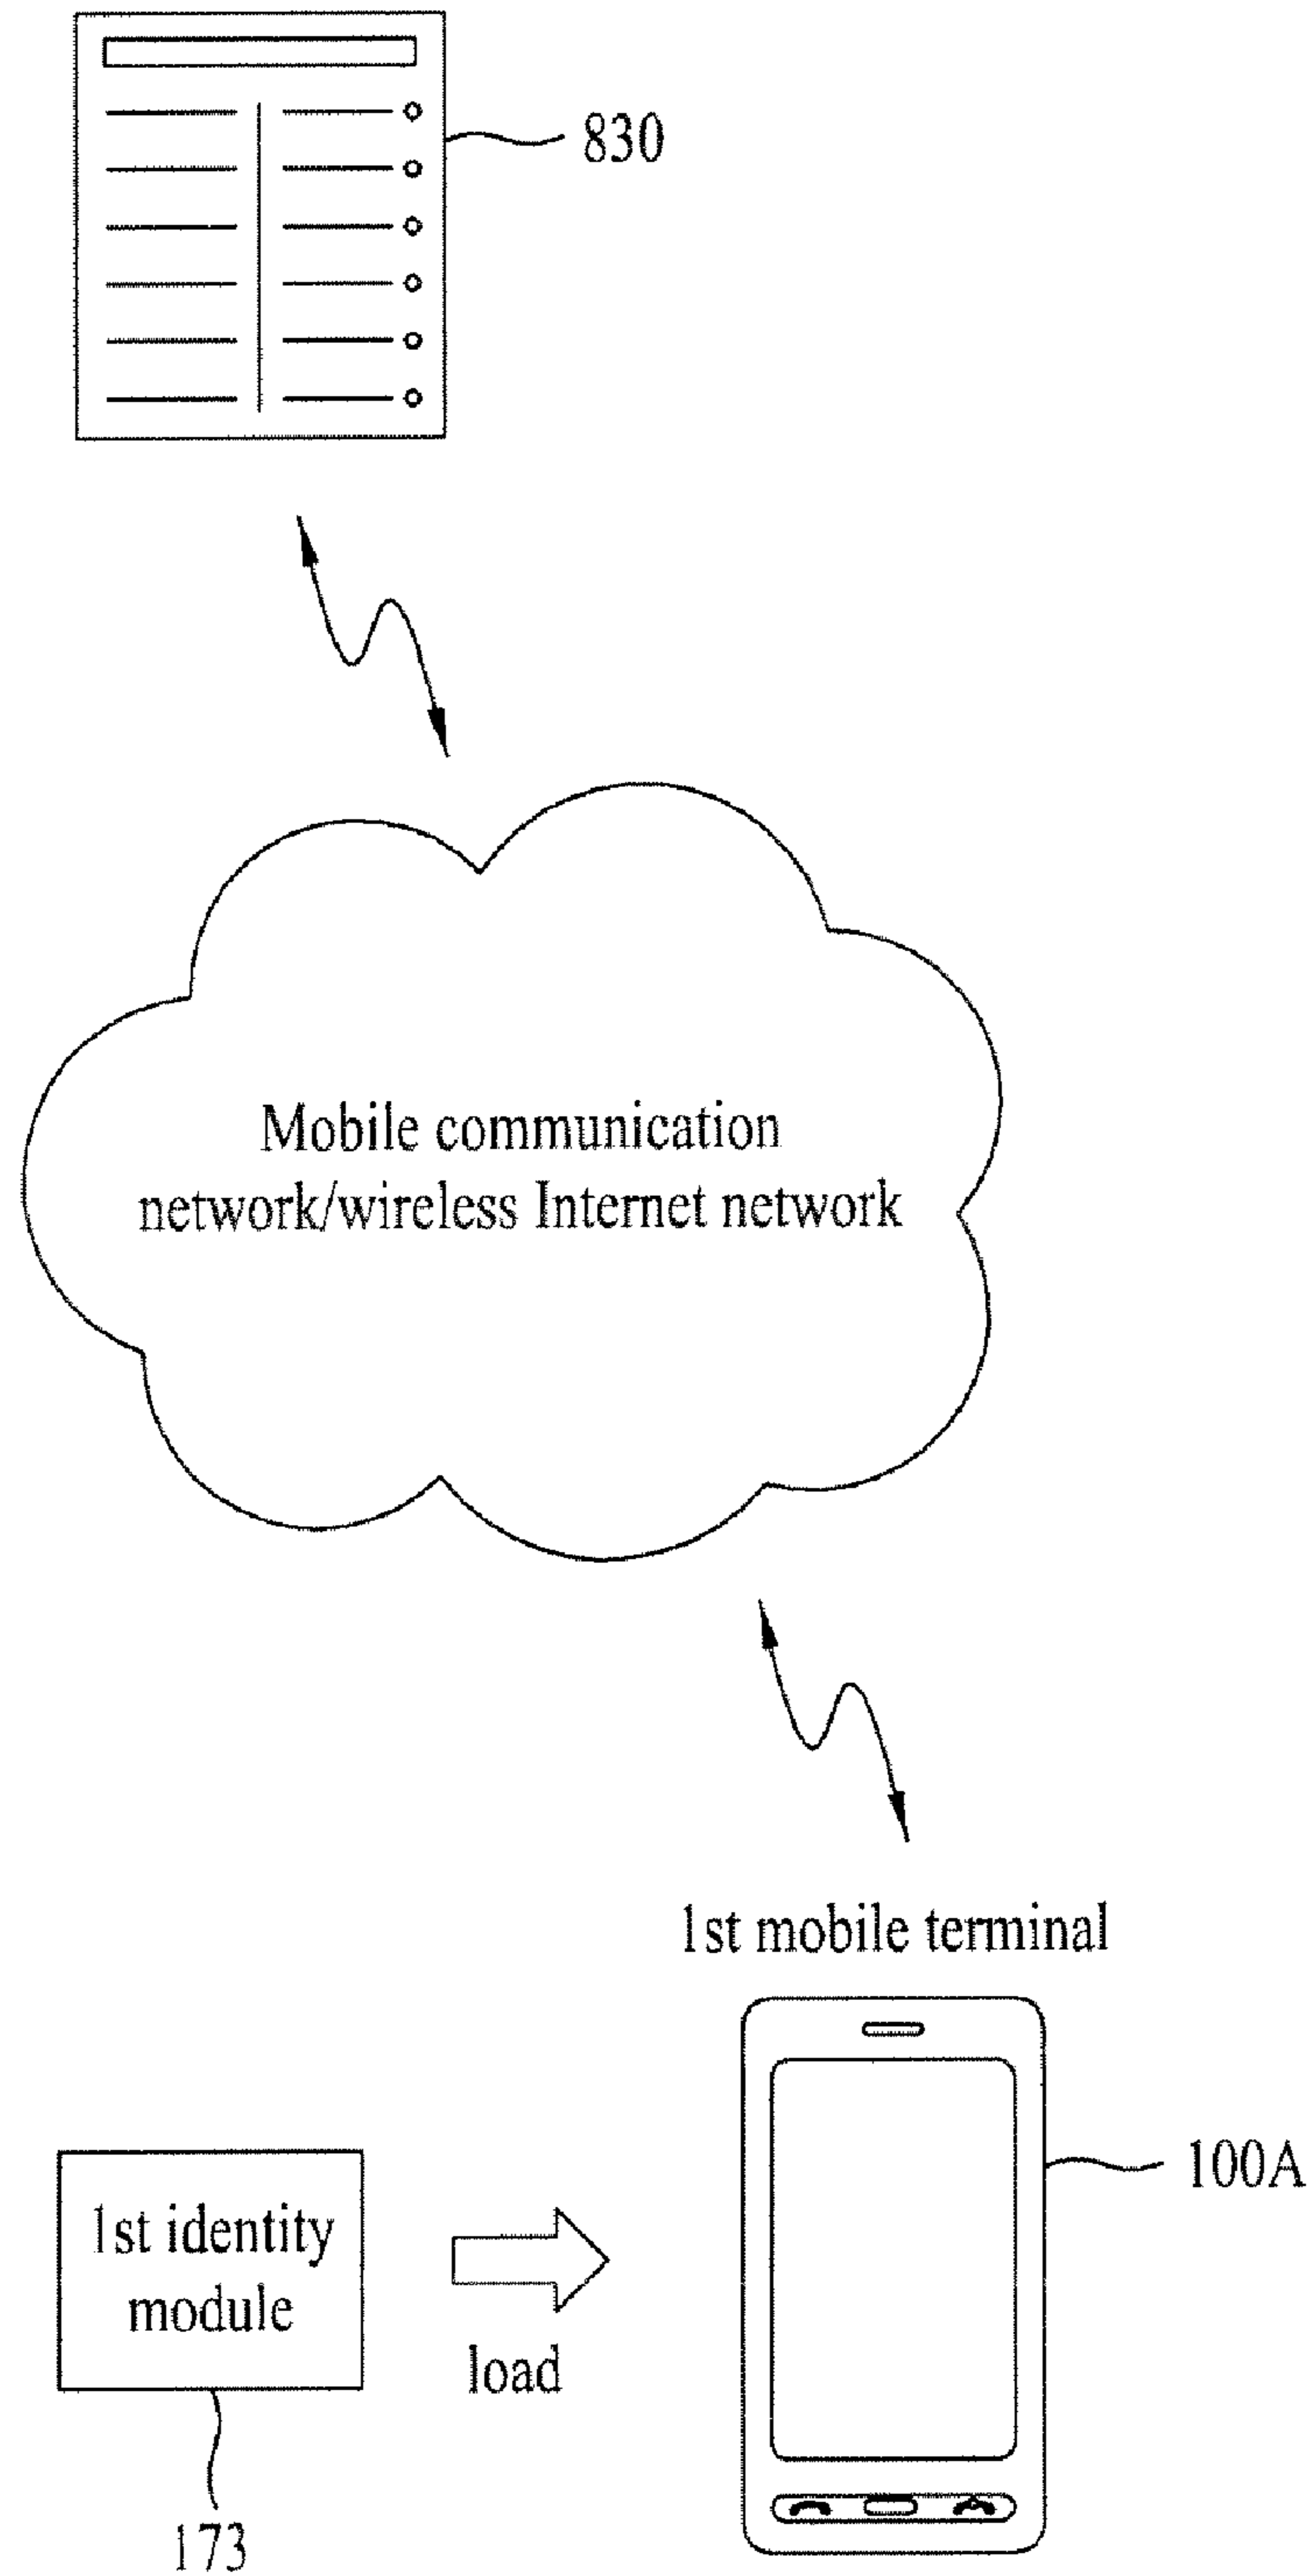 830
Mobile communication
network/wireless Internet network
1st mobile terminal
100A
1st identity
module
load
173